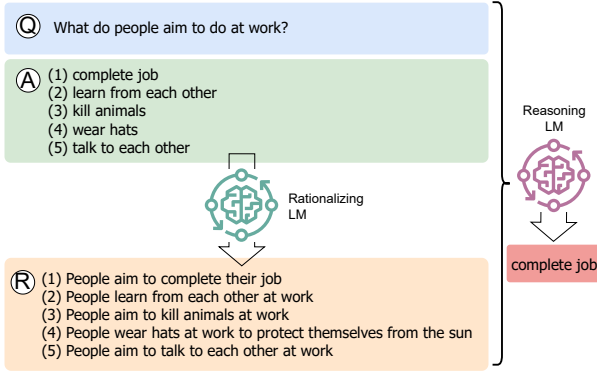 Q What do people aim to do at work?
A (1) complete job
(2) learn from each other
(3) kill animals
(4) wear hats
(5) talk to each other
Rationalizing
LM
R (1) People aim to complete their job
(2) People learn from each other at work
(3) People aim to kill animals at work
(4) People wear hats at work to protect themselves from the sun
(5) People aim to talk to each other at work
Reasoning
LM
complete job